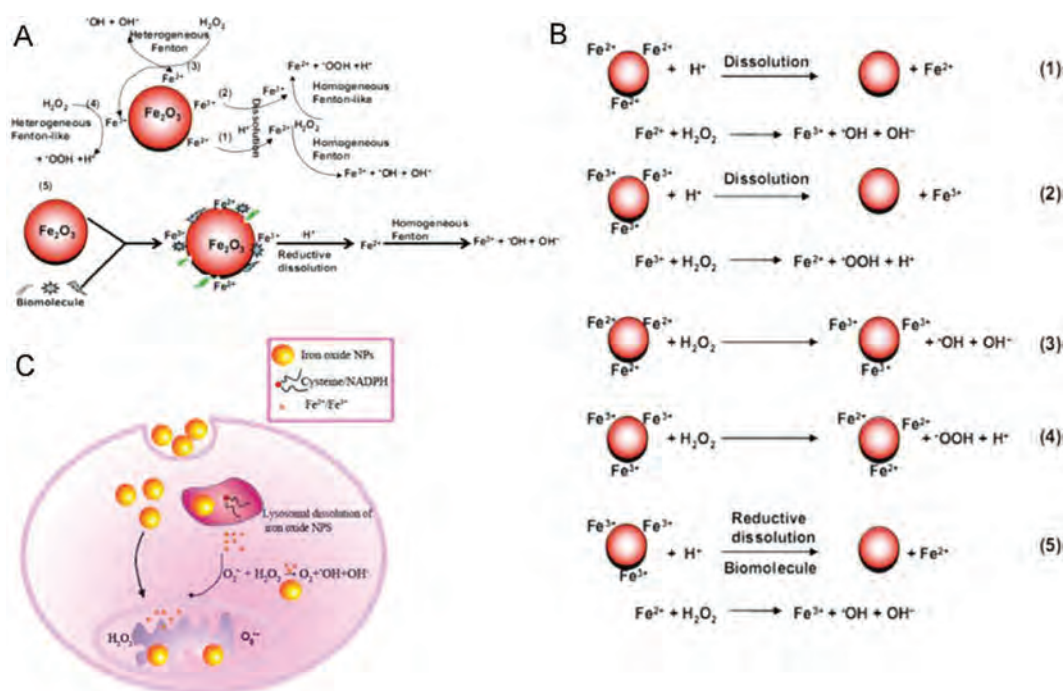 A
•OH + OH⁻
H₂O₂
Heterogeneous
Fenton
(3)
Fe²⁺
H₂O₂
(4)
Heterogeneous
Fenton-like
+ •OOH +H⁺
Fe³⁺
Fe₂O₃
Fe³⁺
(2)
Fe³⁺
Fe²⁺
(1)
Fe²⁺
Dissolution
H⁺
Fe²⁺ + •OOH +H⁺
Homogeneous
Fenton-like
H₂O₂
Homogeneous
Fenton
Fe³⁺ + •OH + OH⁻
(5)
Fe₂O₃
Biomolecule
Fe³⁺
Fe³⁺
Fe₂O₃
Fe³⁺
Fe³⁺
H⁺
Reductive
dissolution
Fe²⁺
Homogeneous
Fenton
Fe³⁺ + •OH + OH⁻
B
Fe²⁺ Fe²⁺
Fe²⁺
+ H⁺
Dissolution
+ Fe²⁺
(1)
Fe²⁺ + H₂O₂
Fe³⁺ + •OH + OH⁻
Fe³⁺ Fe³⁺
Fe³⁺
+ H⁺
Dissolution
+ Fe³⁺
(2)
Fe³⁺ + H₂O₂
Fe²⁺ + •OOH + H⁺
Fe²⁺ Fe²⁺
Fe²⁺
+ H₂O₂
Fe³⁺ Fe³⁺
Fe³⁺
+ •OH + OH⁻
(3)
Fe³⁺ Fe³⁺
Fe³⁺
+ H₂O₂
Fe²⁺ Fe²⁺
Fe²⁺
+ •OOH + H⁺
(4)
Fe³⁺ Fe³⁺
Fe³⁺
+ H⁺
Reductive
dissolution
Biomolecule
+ Fe²⁺
(5)
Fe²⁺ + H₂O₂
Fe³⁺ + •OH + OH⁻
C
Iron oxide NPs
Cysteine/NADPH
Fe²⁺/Fe³⁺
Lysosomal dissolution of
iron oxide NPS
O₂•⁻ + H₂O₂ → O₂+•OH+OH⁻
H₂O₂
O₂•⁻